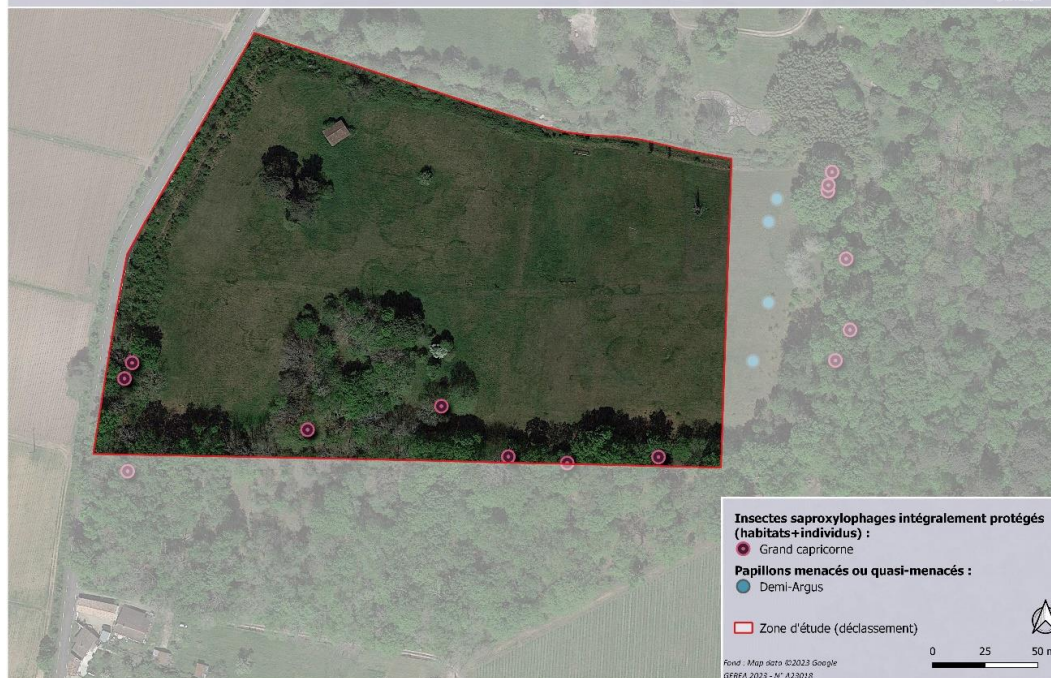 Insectes saproxylophages intégralement protégés
(habitats+individus) :
Grand capricorne
Papillons menacés ou quasi-menacés :
Demi-Argus
Zone d'étude (déclassement)
0 25 50 m
Fond : Map data ©2023 Google
GEREA 2023 - N° A23018